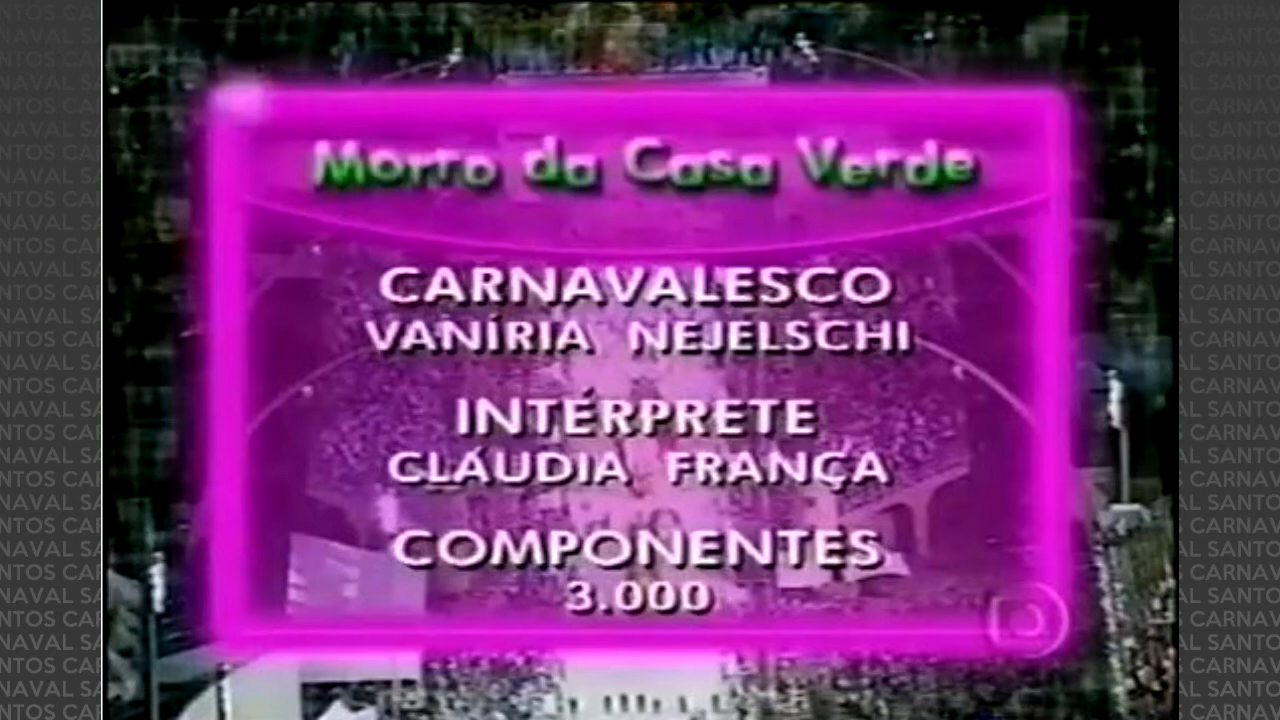 Morro da Casa Verde
CARNAVALESCO
VANÍRIA NEJELSCHI
INTÉRPRETE
CLÁUDIA FRANÇA
COMPONENTES
3.000